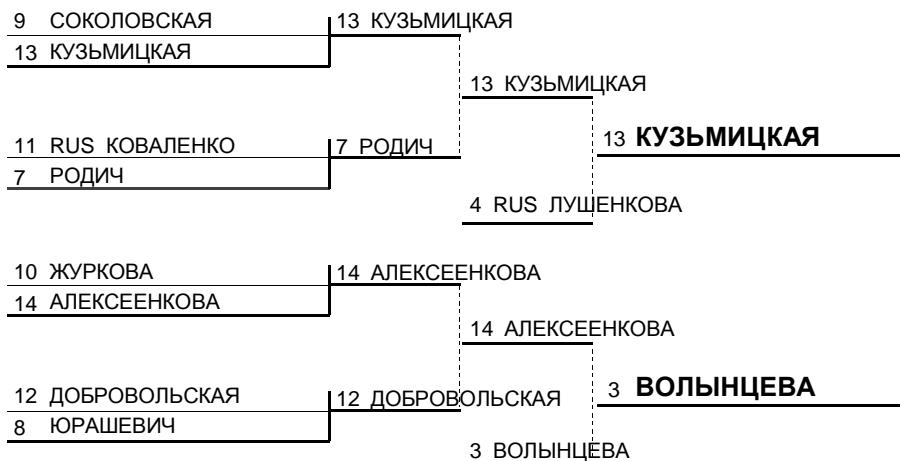 9 СОКОЛОВСКАЯ
13 КУЗЬМИЦКАЯ
13 КУЗЬМИЦКАЯ
13 КУЗЬМИЦКАЯ
11 RUS КОВАЛЕНКО
7 РОДИЧ
13 КУЗЬМИЦКАЯ
7 РОДИЧ
4 RUS ЛУШЕНКОВА
10 ЖУРКОВА
14 АЛЕКСЕЕНКОВА
14 АЛЕКСЕЕНКОВА
14 АЛЕКСЕЕНКОВА
12 ДОБРОВОЛЬСКАЯ
12 ДОБРОВОЛЬСКАЯ
3 ВОЛЫНЦЕВА
8 ЮРАШЕВИЧ
3 ВОЛЫНЦЕВА